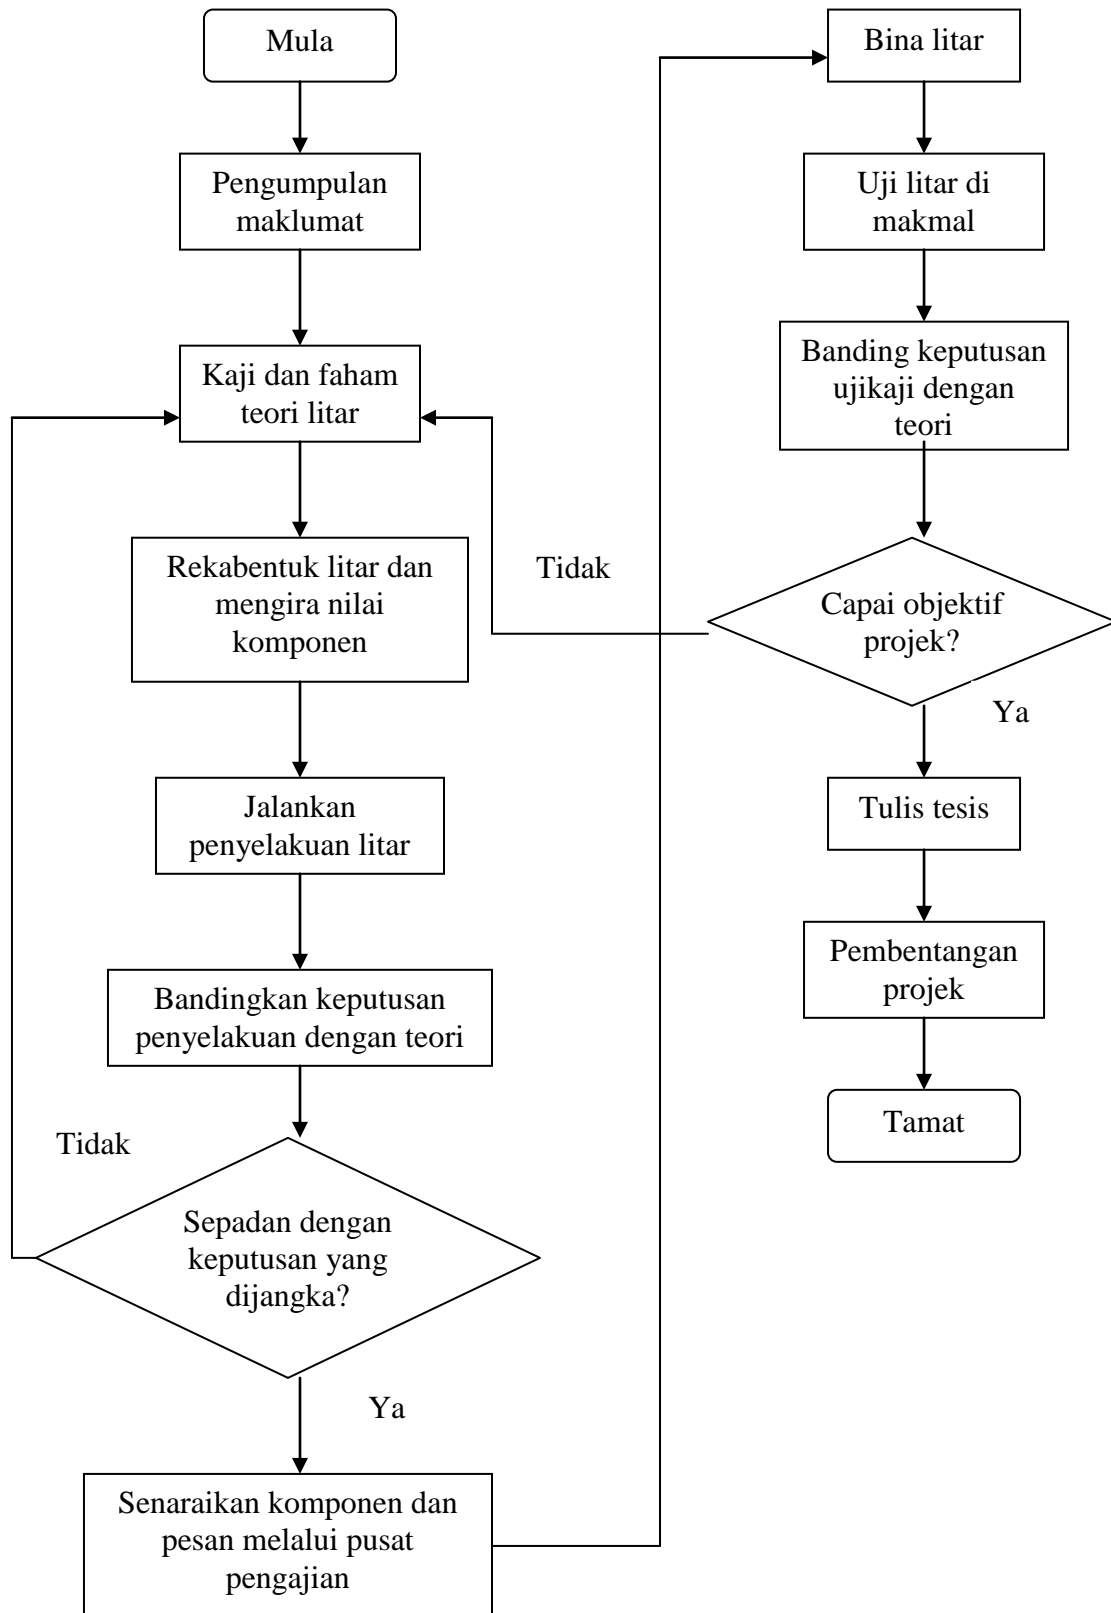 Mula
Pengumpulan
maklumat
Kaji dan faham
teori litar
Rekabentuk litar dan
mengira nilai
komponen
Jalankan
penyelakuan litar
Bandingkan keputusan
penyelakuan dengan teori
Tidak
Sepadan dengan
keputusan yang
dijangka?
Ya
Senaraikan komponen dan
pesan melalui pusat
pengajian
Bina litar
Uji litar di
makmal
Banding keputusan
ujikaji dengan
teori
Tidak
Capai objektif
projek?
Ya
Tulis tesis
Pembentangan
projek
Tamat